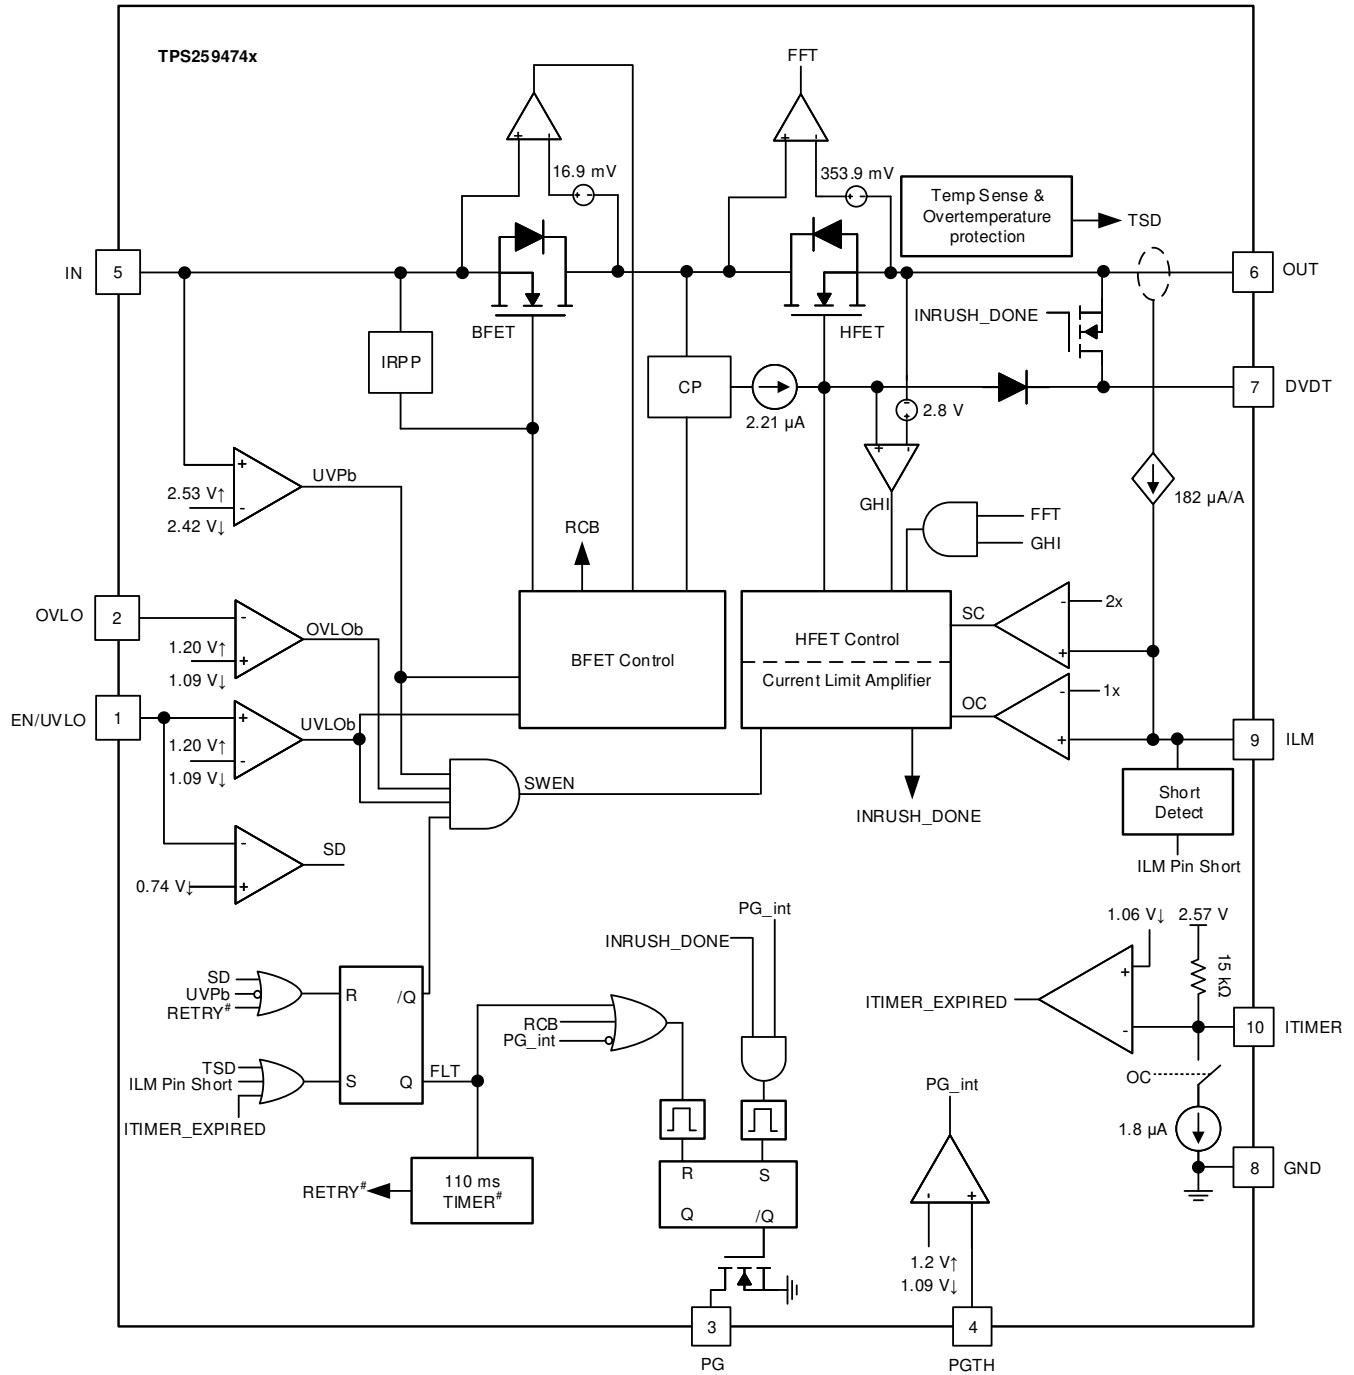 TPS259474x
FFT
+
-
+
-
16.9 mV
+ -
353.9 mV
+ -
Temp Sense &
Overtemperature
protection
TSD
IN
5
6
OUT
BFET
HFET
INRUSH_DONE
IRPP
CP
2.21 µA
-
+
2.8 V
7
DVDT
+
-
GHI
+
UVPb
2.53 V↑
-
2.42 V↓
182 µA/A
RCB
FFT
GHI
OVLO
2
-
OVLOb
1.20 V↑
+
1.09 V↓
BFET Control
HFET Control
Current Limit Amplifier
SC
-
2x
+
OC
-
1x
+
EN/UVLO
1
+
UVLOb
1.20 V↑
-
1.09 V↓
9
ILM
SWEN
INRUSH_DONE
Short
Detect
ILM Pin Short
-
SD
0.74 V↓
+
PG_int
INRUSH_DONE
1.06 V↓
2.57 V
+
15 kΩ
ITIMER_EXPIRED
-
10
ITIMER
SD
UVPb
RETRY#
R
/Q
RCB
PG_int
TSD
ILM Pin Short
ITIMER_EXPIRED
S
Q
FLT
OC
1.8 µA
8
GND
PG_int
-
+
110 ms
TIMER#
RETRY#
R
S
Q
/Q
1.2 V↑
1.09 V↓
3
PG
4
PGTH